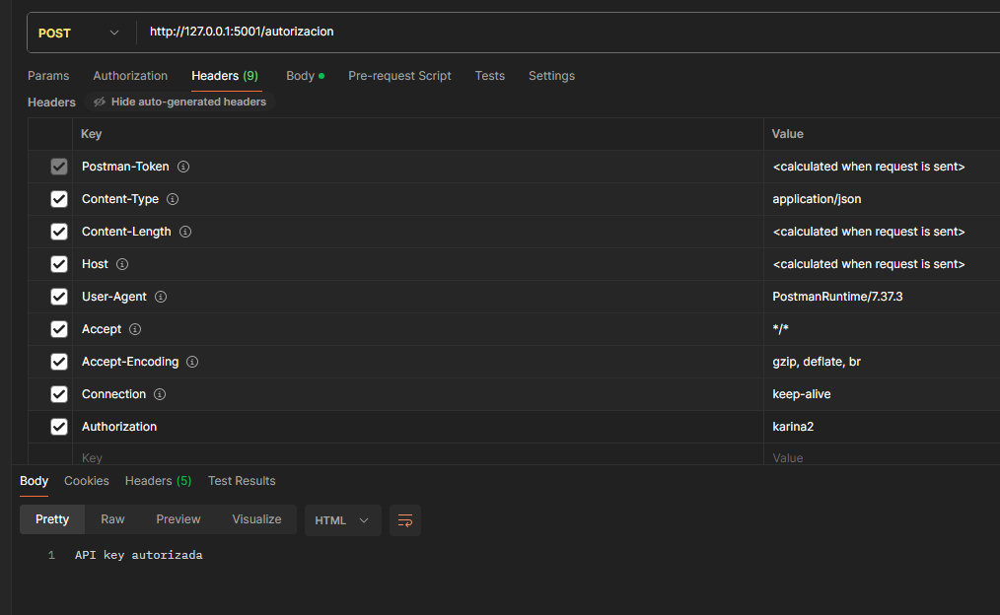 POST http://127.0.0.1:5001/autorizacion
Params Authorization Headers (9) Body Pre-request Script Tests Settings
Headers Hide auto-generated headers
Key Value
Postman-Token <calculated when request is sent>
Content-Type application/json
Content-Length <calculated when request is sent>
Host <calculated when request is sent>
User-Agent PostmanRuntime/7.37.3
Accept */*
Accept-Encoding gzip, deflate, br
Connection keep-alive
Authorization karina2
Key Value
Body Cookies Headers (5) Test Results
Pretty Raw Preview Visualize HTML
1 API key autorizada